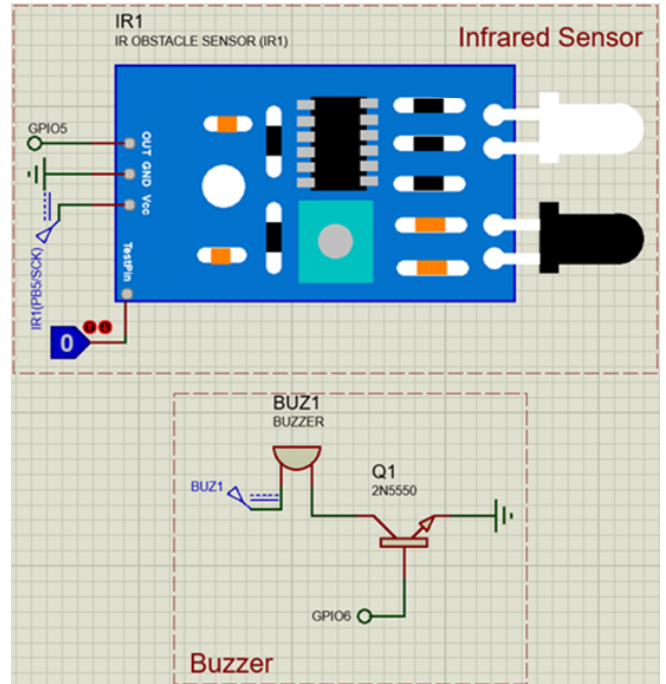 IR1
IR OBSTACLE SENSOR (IR1)
Infrared Sensor
GPIO5
OUT
GND
Vcc
TestPin
IR1(PB5/SCK)
0
BUZ1
BUZZER
BUZ1
Q1
2N5550
GPIO6
Buzzer